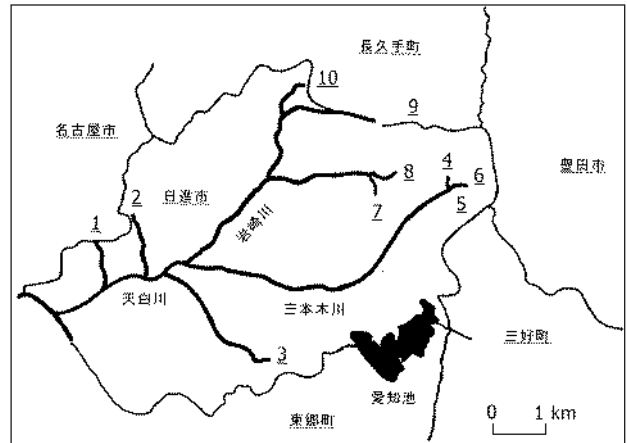 長久手町
10
9
名古屋市
豊田市
8
4
6
2
日進市
7
5
1
岩崎川
天白川
三本木川
三好町
3
愛知池
東郷町
0 1 km